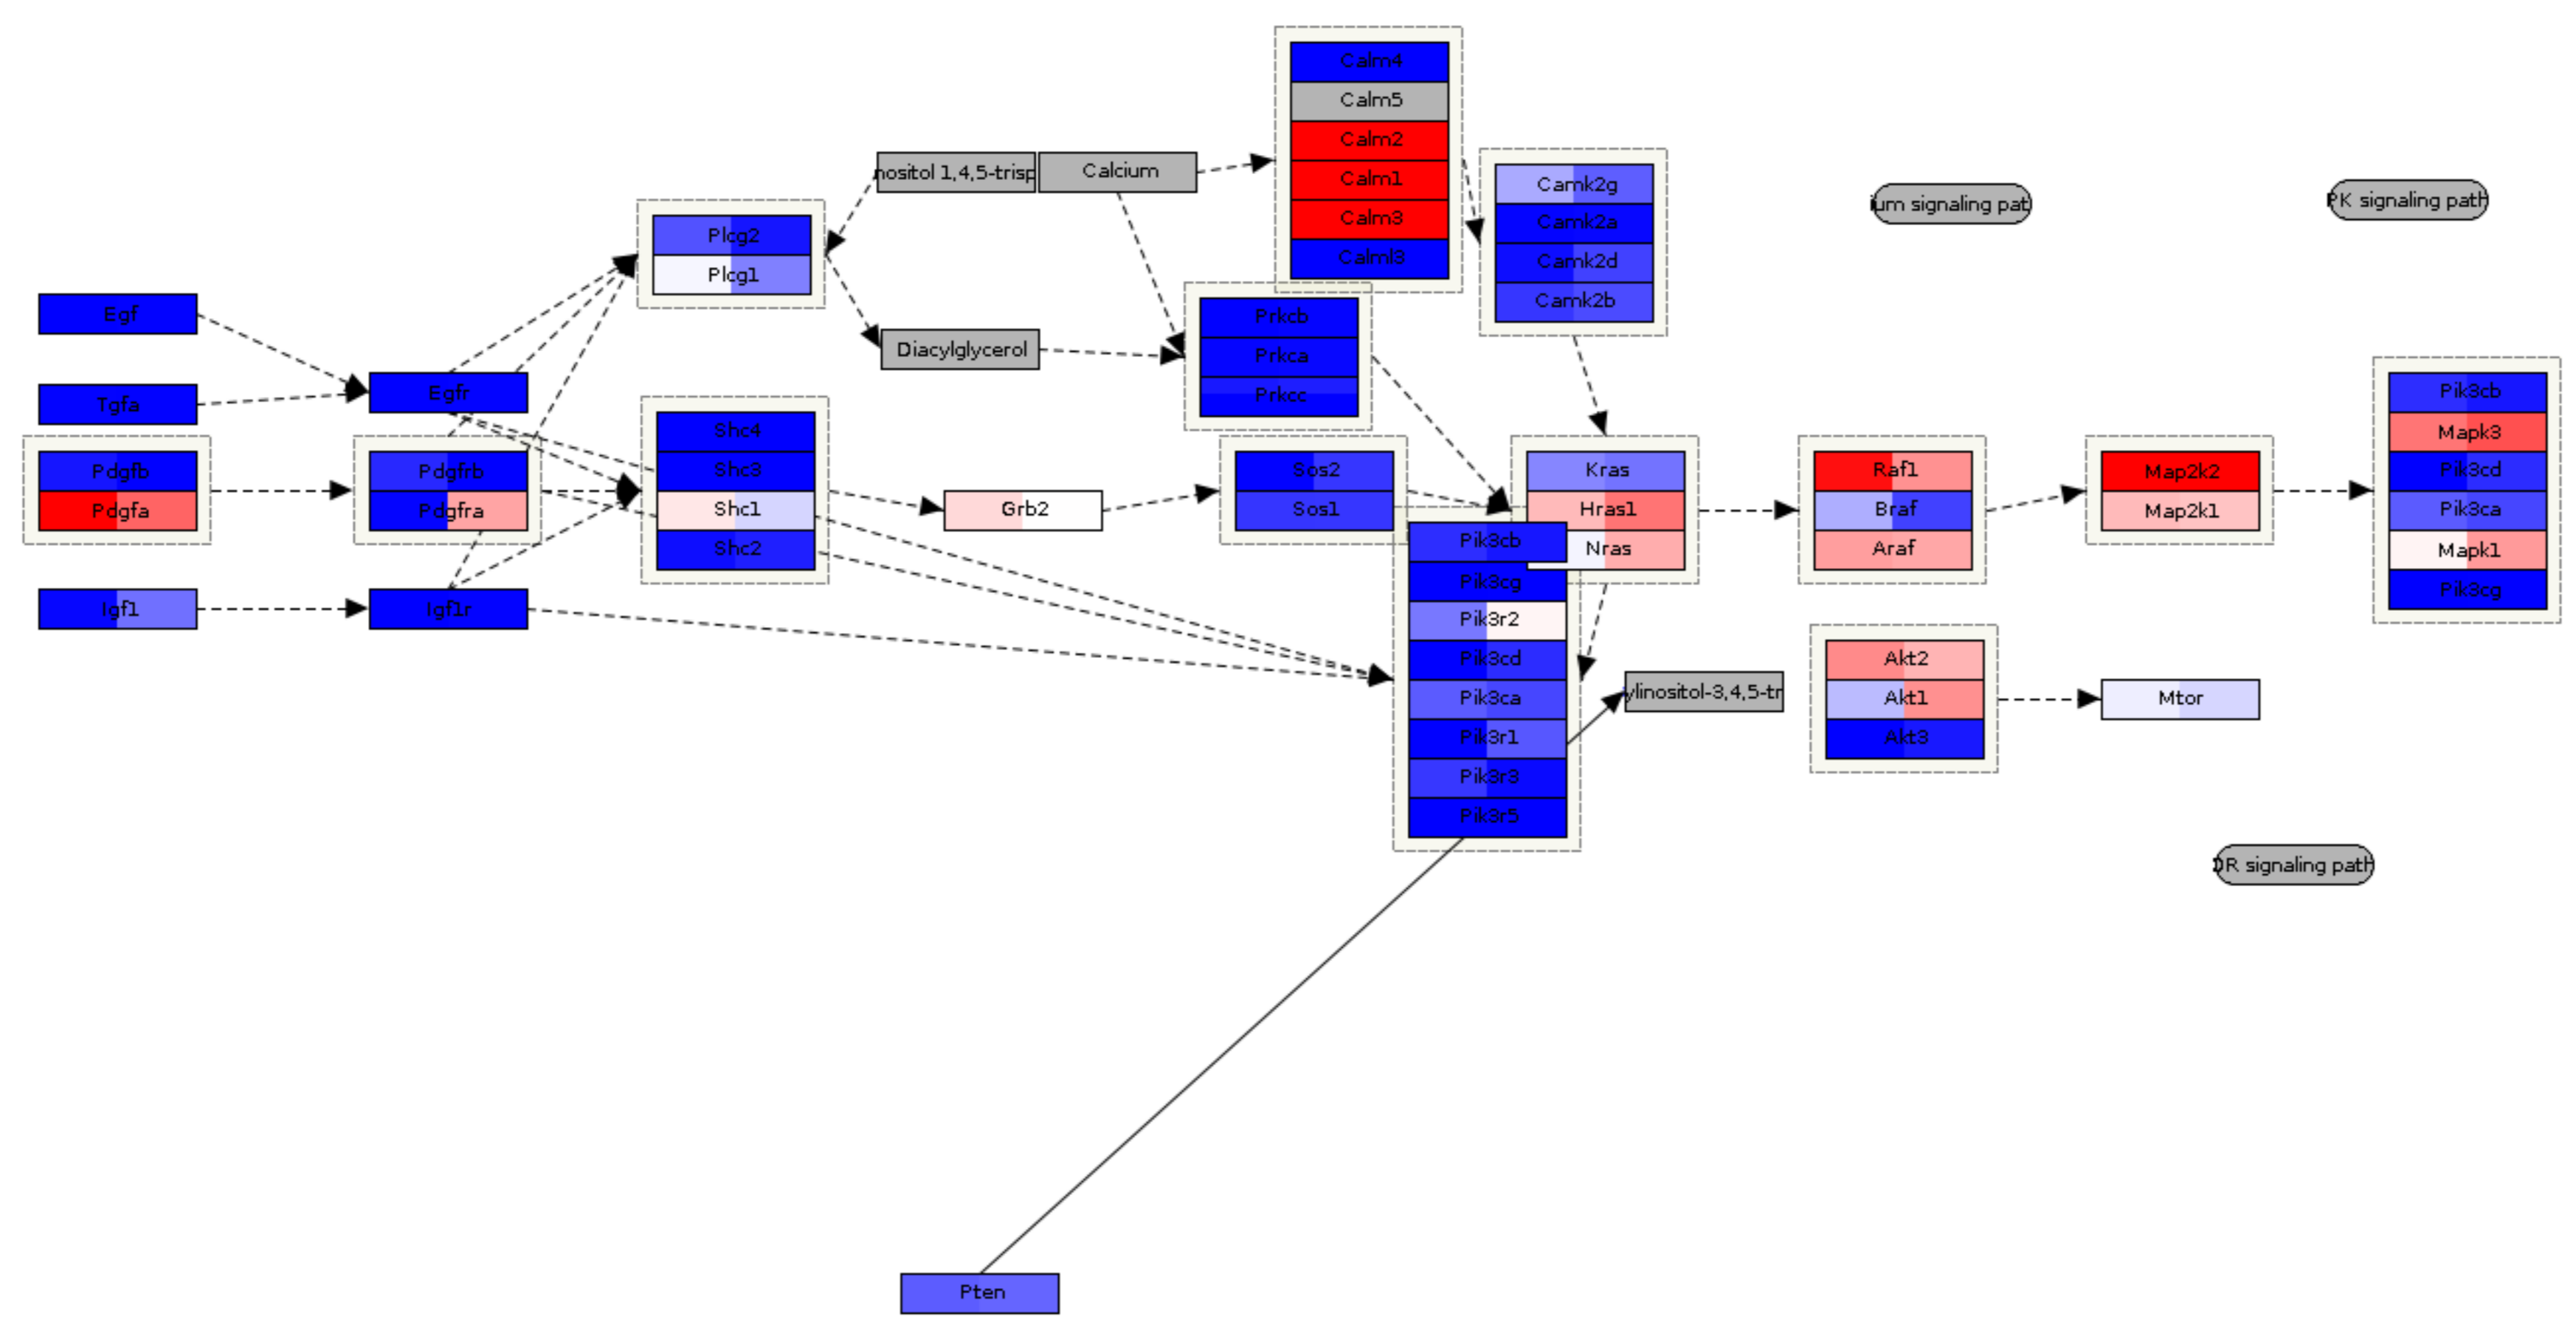 Calm4
Calm5
Calm2
Calm1
Calm3
Calml3
nositol 1,4,5-trisp
Calcium
Camk2g
Camk2a
Camk2d
Camk2b
um signaling pat
PK signaling path
Plcg2
Plcg1
Egf
Tgfa
Egfr
Diacylglycerol
Prkcb
Prkca
Prkcc
Pdgfb
Pdgfa
Pdgfrb
Pdgfra
Shc4
Shc3
Shc1
Shc2
Grb2
Sos2
Sos1
Kras
Hras1
Nras
Raf1
Braf
Araf
Map2k2
Map2k1
Pik3cb
Mapk3
Pik3cd
Pik3ca
Mapk1
Pik3cg
Igf1
Igf1r
Pik3cb
Pik3cg
Pik3r2
Pik3cd
Pik3ca
Pik3r1
Pik3r3
Pik3r5
ylinositol-3,4,5-tr
Akt2
Akt1
Akt3
Mtor
OR signaling path
Pten